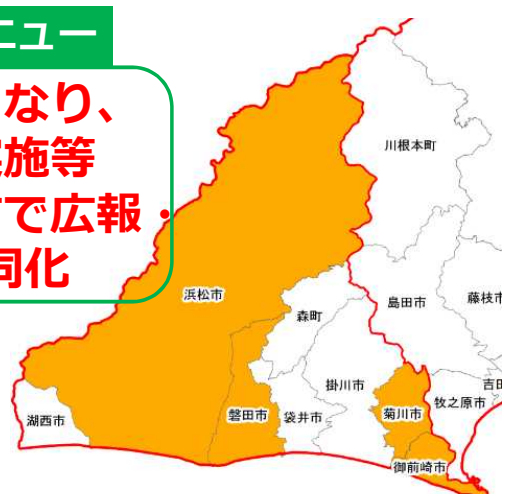 ニュー
なり、
施等
で広報・
同化
川根本町
浜松市
森町
島田市
藤枝市
掛川市
湖西市
磐田市
袋井市
菊川市
牧之原市
吉田
御前崎市